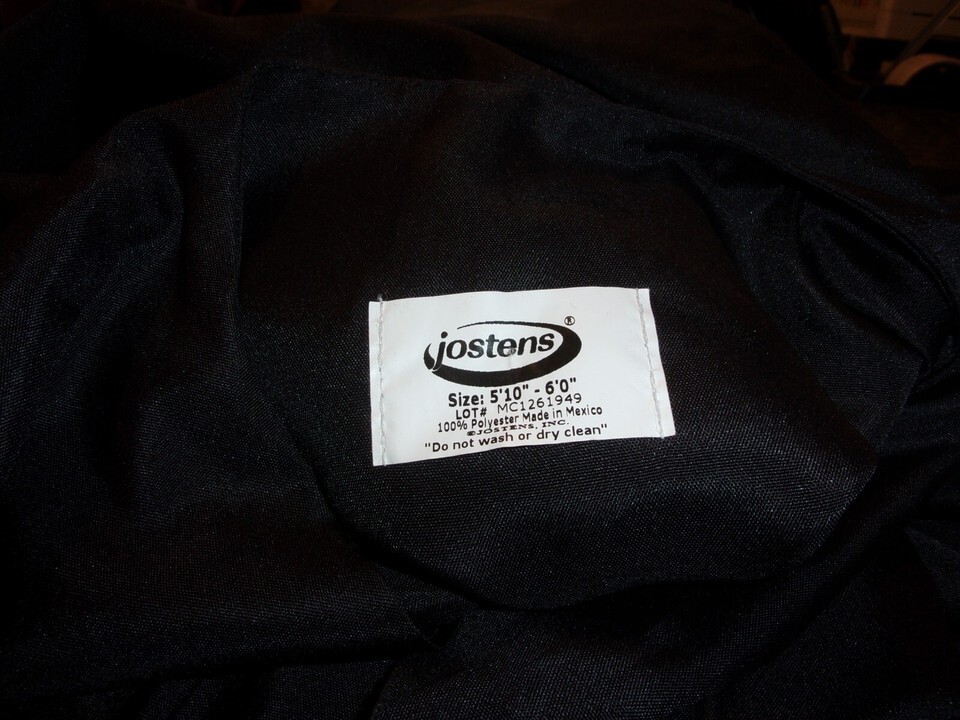 jostens®
Size: 5'10" - 6'0"
LOT# MC1261949
100% Polyester Made in Mexico
©JOSTENS, INC.
"Do not wash or dry clean"